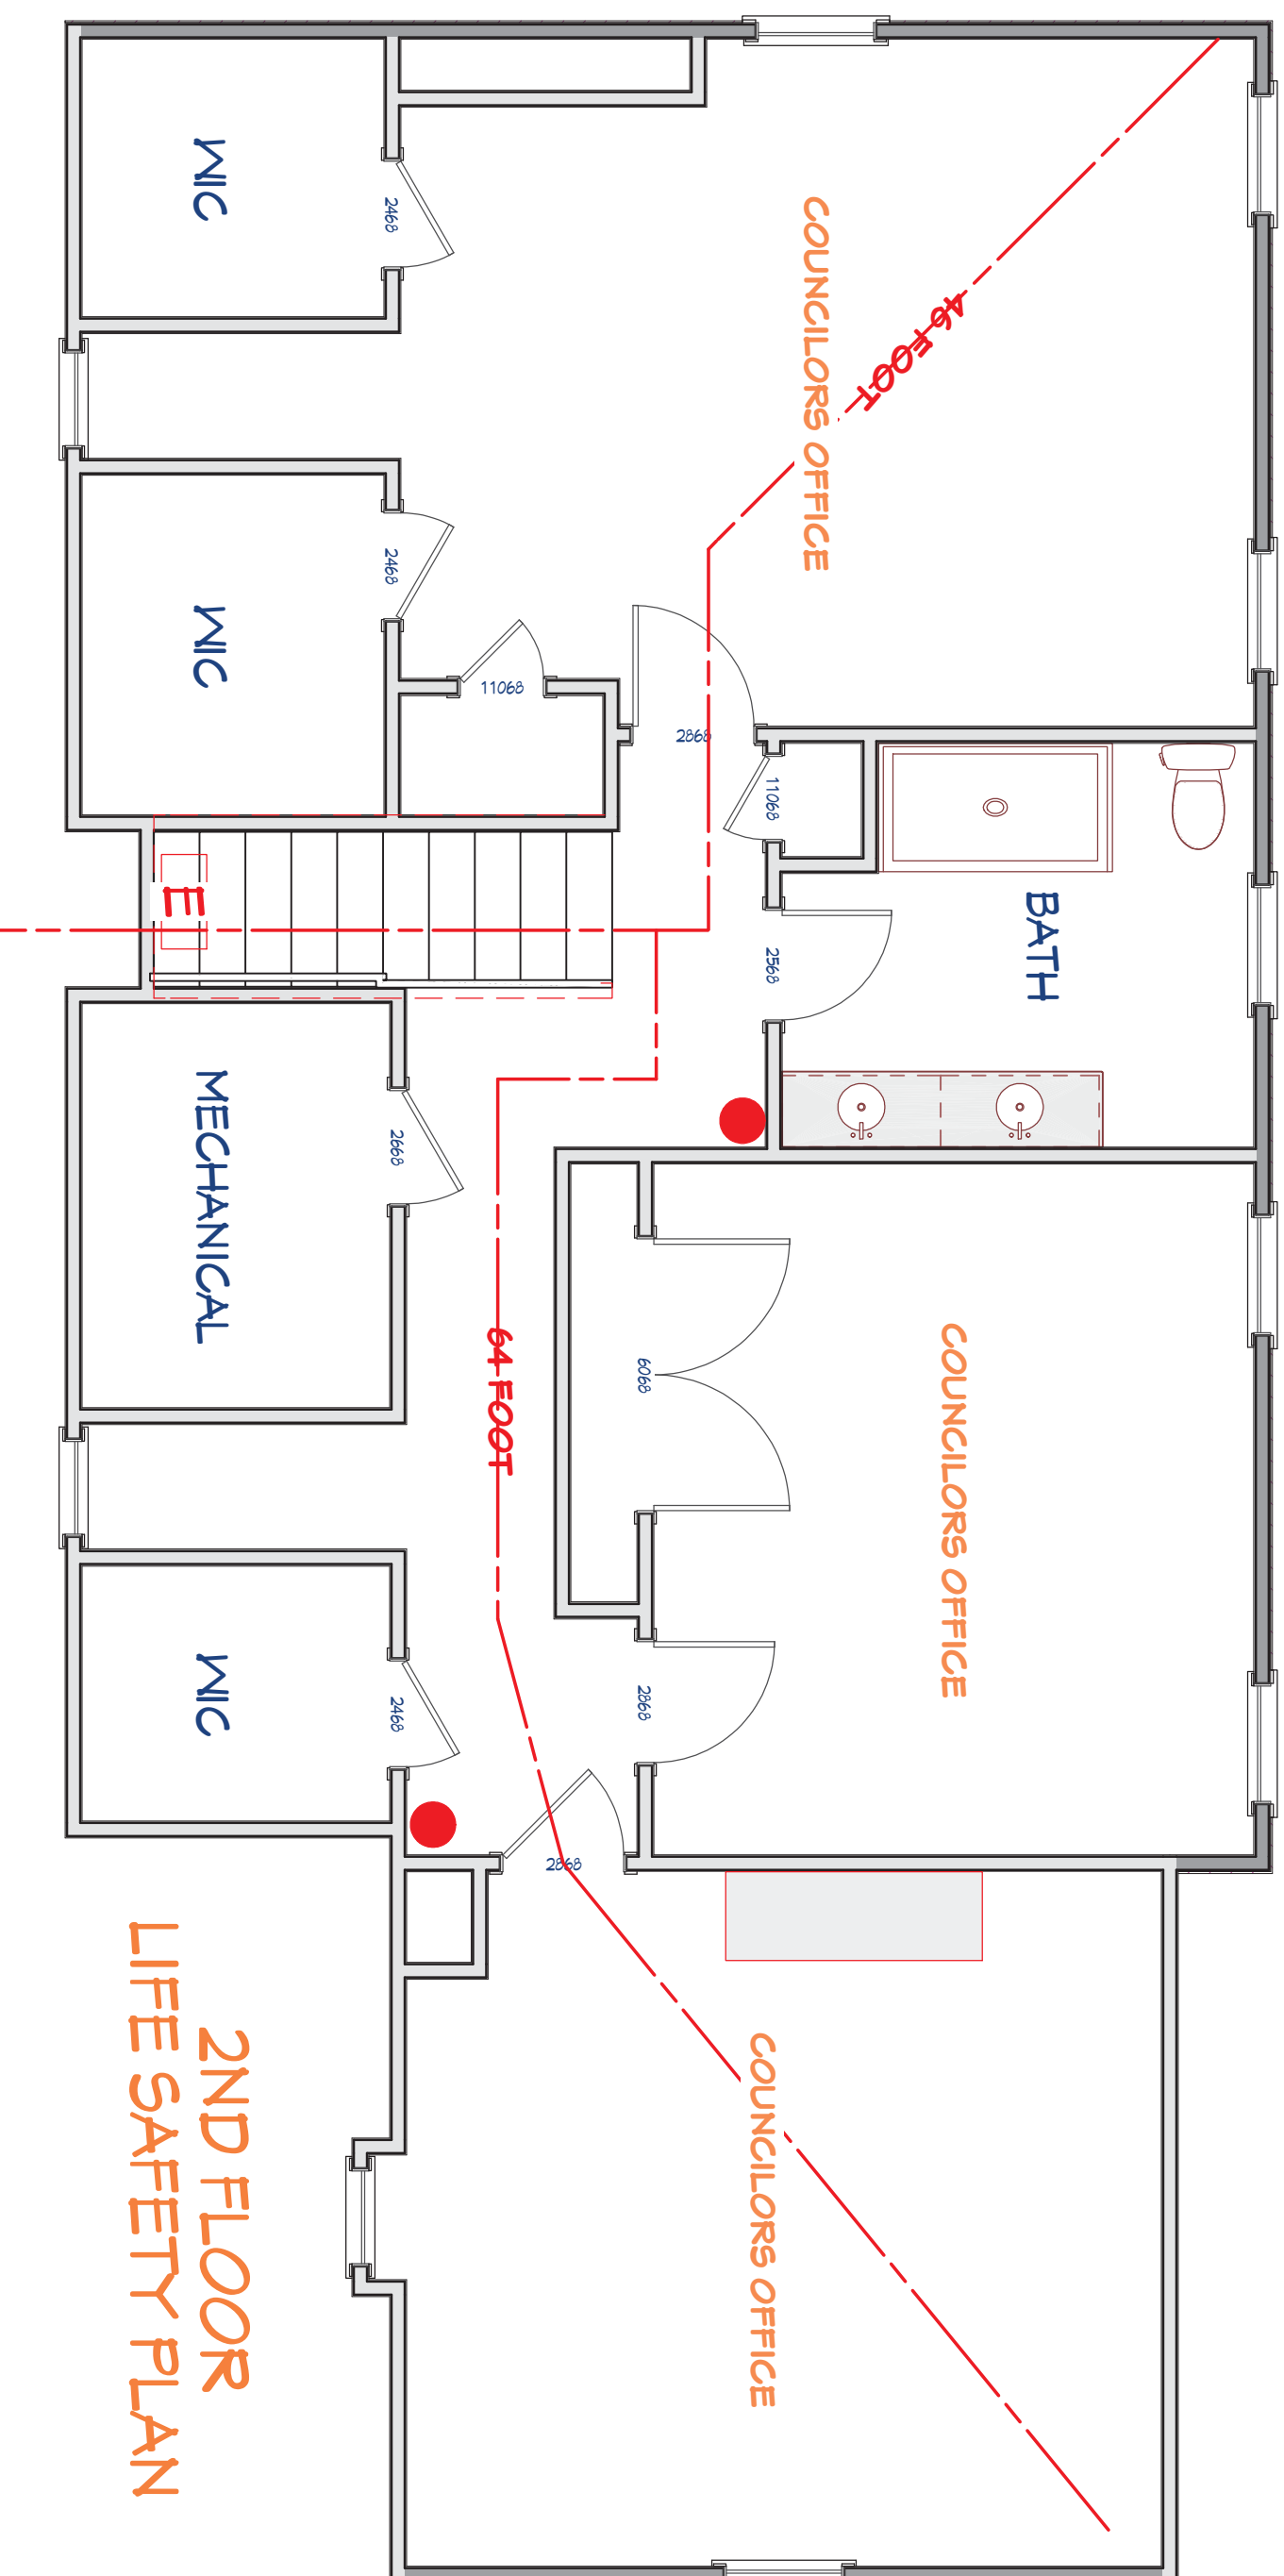 WIC
2468
COUNCILORS OFFICE
46 FOOT
WIC
2468
11068
2868
11068
E
2568
BATH
MECHANICAL
2668
64 FOOT
6068
COUNCILORS OFFICE
WIC
2468
2868
2868
COUNCILORS OFFICE
2ND FLOOR
LIFE SAFETY PLAN